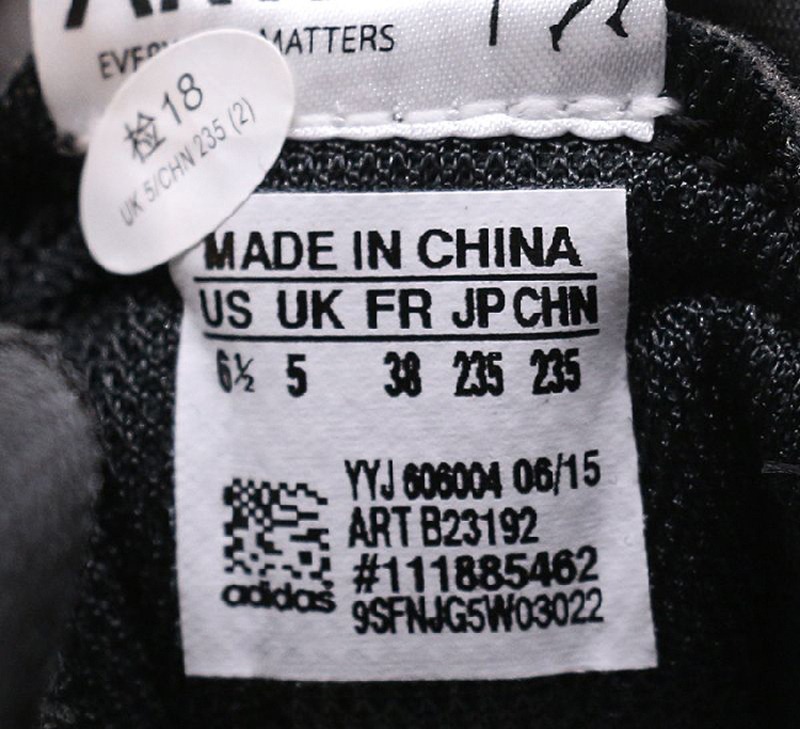 MATTERS
检18
UK 5/CHN 235 (2)
MADE IN CHINA
US UK FR JP CHN
6½ 5 38 235 235
YYJ 606004 06/15
ART B23192
#111885462
adidas
9SFNJG5W03022